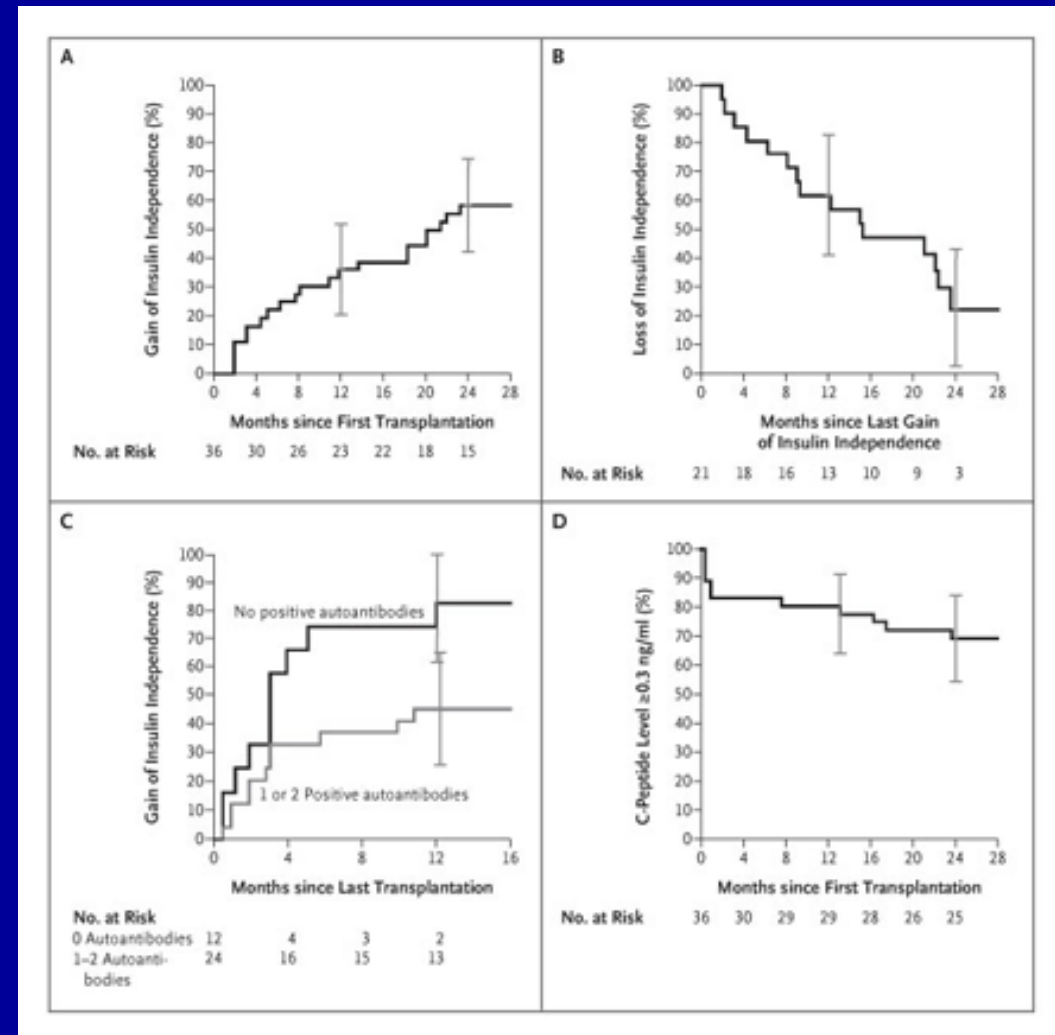 A
Gain of Insulin Independence (%)
100
90
80
70
60
50
40
30
20
10
0
0 4 8 12 16 20 24 28
Months since First Transplantation
No. at Risk 36 30 26 23 22 18 15
B
Loss of Insulin Independence (%)
100
90
80
70
60
50
40
30
20
10
0
0 4 8 12 16 20 24 28
Months since Last Gain
of Insulin Independence
No. at Risk 21 18 16 13 10 9 3
C
Gain of Insulin Independence (%)
100
90
80
70
60
50
40
30
20
10
0
No positive autoantibodies
1 or 2 Positive autoantibodies
0 4 8 12 16
Months since Last Transplantation
No. at Risk
0 Autoantibodies 12 4 3 2
1–2 Autoanti- 24 16 15 13
bodies
D
C-Peptide Level ≥0.3 ng/ml (%)
100
90
80
70
60
50
40
30
20
10
0
0 4 8 12 16 20 24 28
Months since First Transplantation
No. at Risk 36 30 29 29 28 26 25